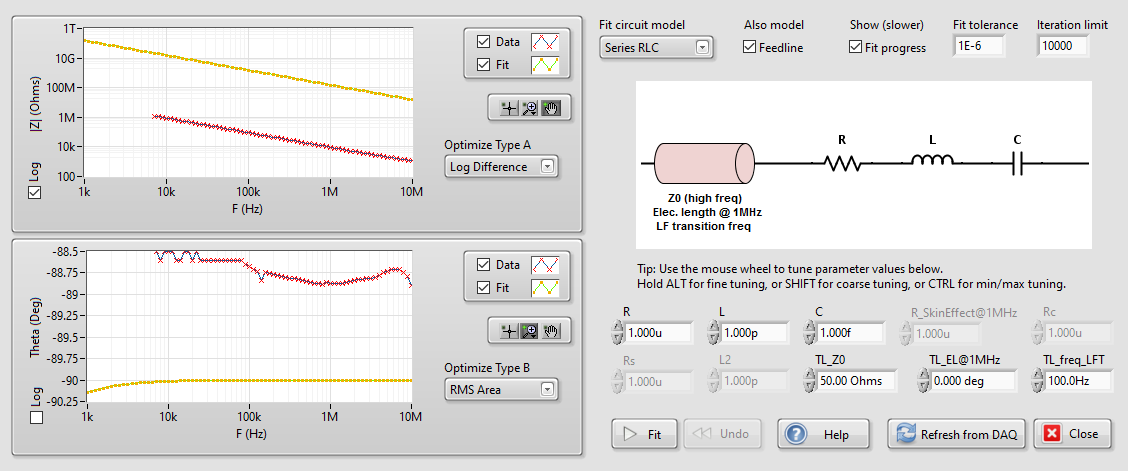 1T
10G
100M
1M
10k
100
|Z| (Ohms)
Log
1k 10k 100k 1M 10M
F (Hz)
Data
Fit
Optimize Type A
Log Difference
-88.5
-88.75
-89
-89.25
-89.5
-89.75
-90
-90.25
Theta (Deg)
Log
1k 10k 100k 1M 10M
F (Hz)
Data
Fit
Optimize Type B
RMS Area
Fit circuit model Also model Show (slower) Fit tolerance Iteration limit
Series RLC Feedline Fit progress 1E-6 10000
R L C
Z0 (high freq)
Elec. length @ 1MHz
LF transition freq
Tip: Use the mouse wheel to tune parameter values below.
Hold ALT for fine tuning, or SHIFT for coarse tuning, or CTRL for min/max tuning.
R L C R_SkinEffect@1MHz Rc
1.000u 1.000p 1.000f 1.000u 1.000u
Rs L2 TL_Z0 TL_EL@1MHz TL_freq_LFT
1.000u 1.000p 50.00 Ohms 0.000 deg 100.0Hz
Fit Undo Help Refresh from DAQ Close